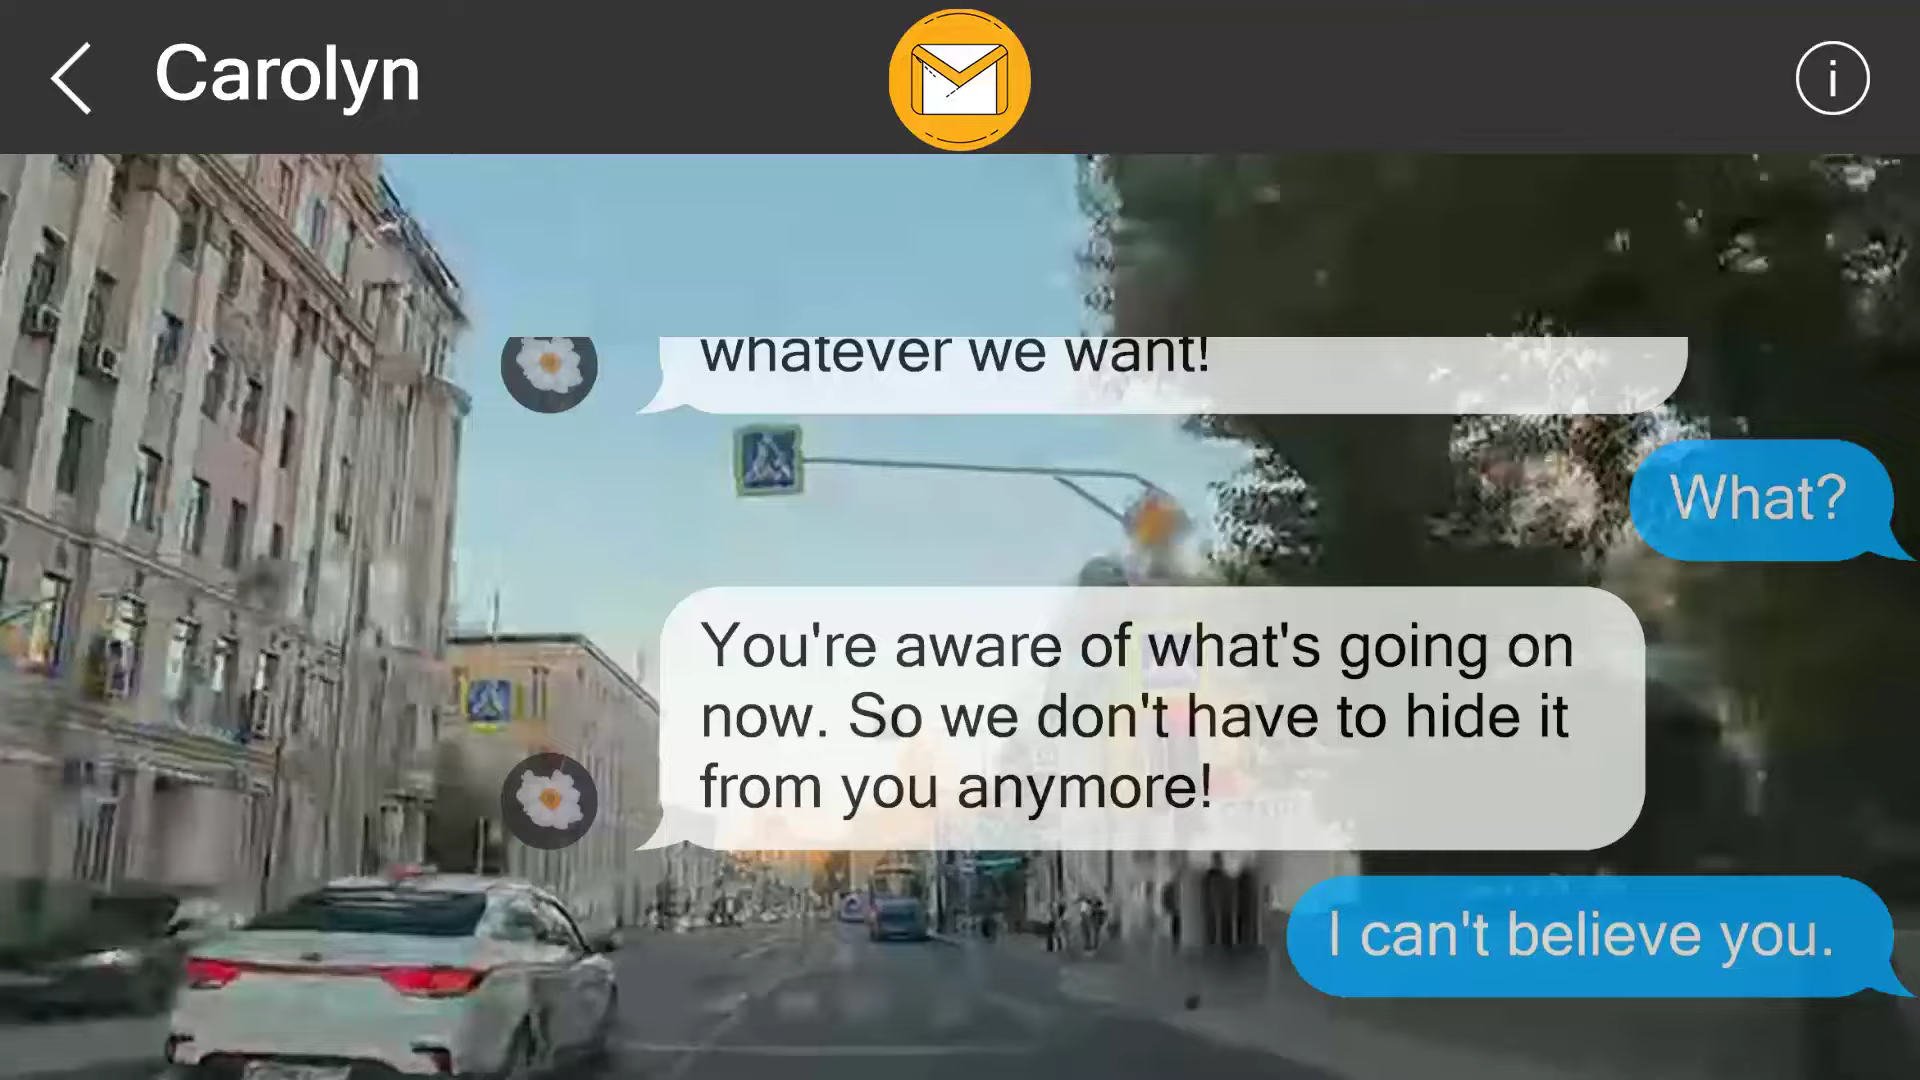 Carolyn
i
whatever we want!
What?
You're aware of what's going on
now. So we don't have to hide it
from you anymore!
I can't believe you.